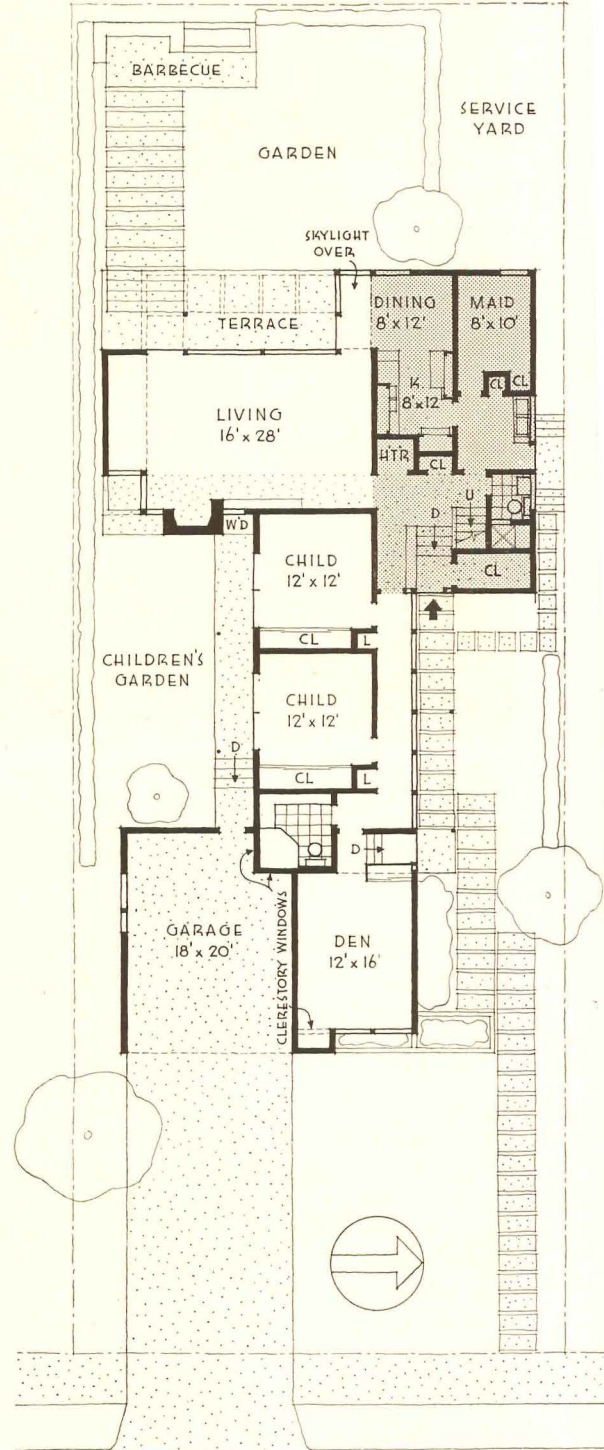 BARBECUE
SERVICE
YARD
GARDEN
SKYLIGHT
OVER
DINING
8' x 12'
MAID
8' x 10'
TERRACE
K.
8' x 12
CL
CL
LIVING
16' x 28'
HTR
CL
U
D
W'D
CL
CHILD
12' x 12'
CL
L
CHILDREN'S
GARDEN
CHILD
12' x 12'
D
CL
L
D
GARAGE
18' x 20'
CLERESTORY WINDOWS
DEN
12' x 16'